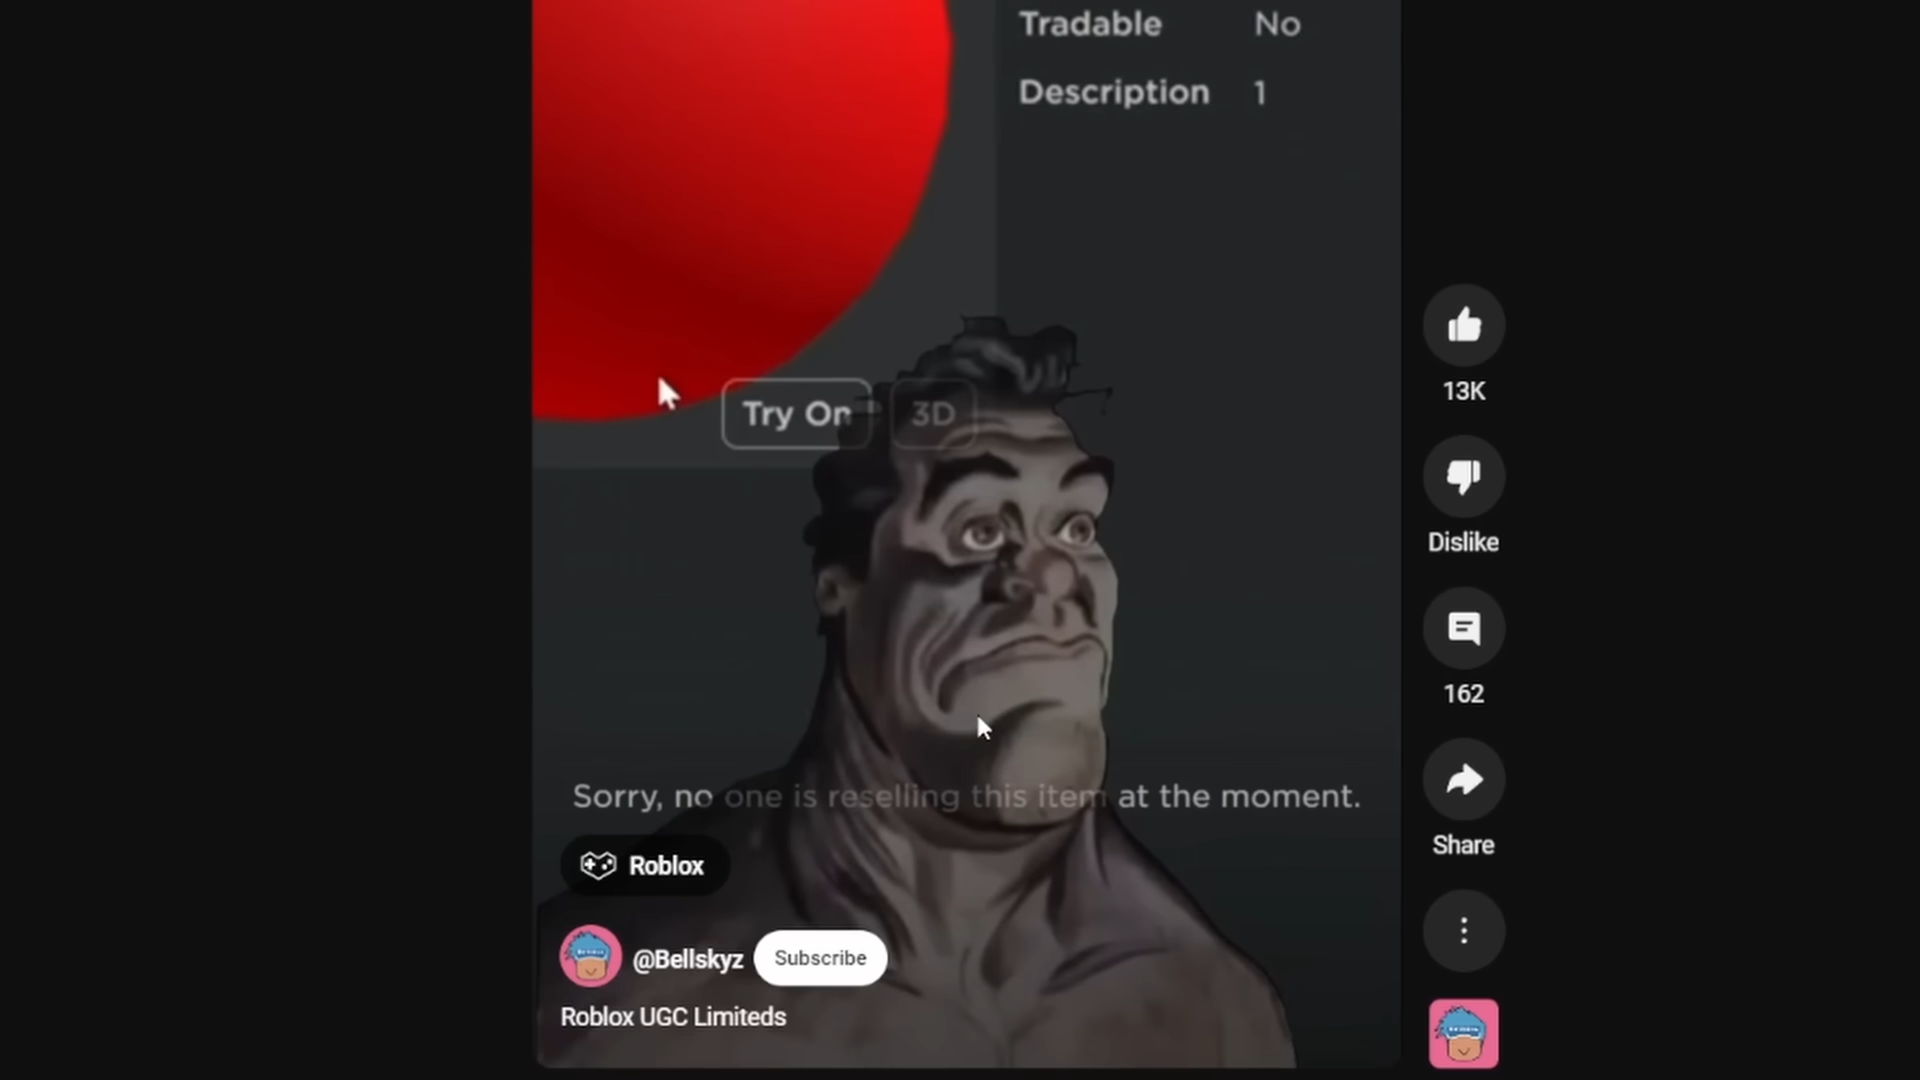 Tradable No
Description 1
Try On 3D
13K
Dislike
162
Sorry, no one is reselling this item at the moment.
Share
Roblox
@Bellskyz Subscribe
Roblox UGC Limiteds